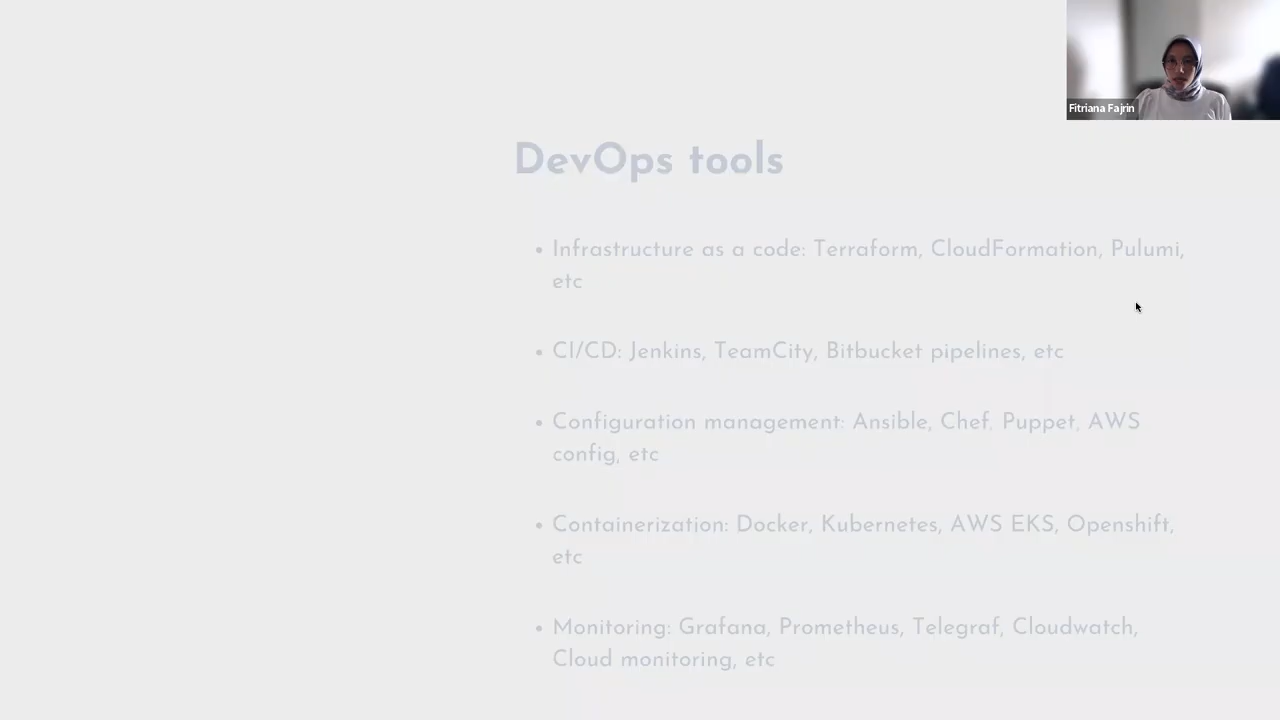 Fitriana Fajrin
DevOps tools
• Infrastructure as a code: Terraform, CloudFormation, Pulumi,
etc
• CI/CD: Jenkins, TeamCity, Bitbucket pipelines, etc
• Configuration management: Ansible, Chef. Puppet, AWS
config, etc
• Containerization: Docker, Kubernetes, AWS EKS, Openshift,
etc
• Monitoring: Grafana, Prometheus, Telegraf, Cloudwatch,
Cloud monitoring, etc